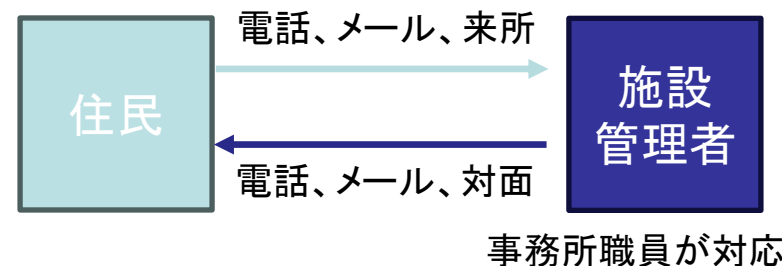 電話、メール、来所
住民
施設
管理者
電話、メール、対面
事務所職員が対応